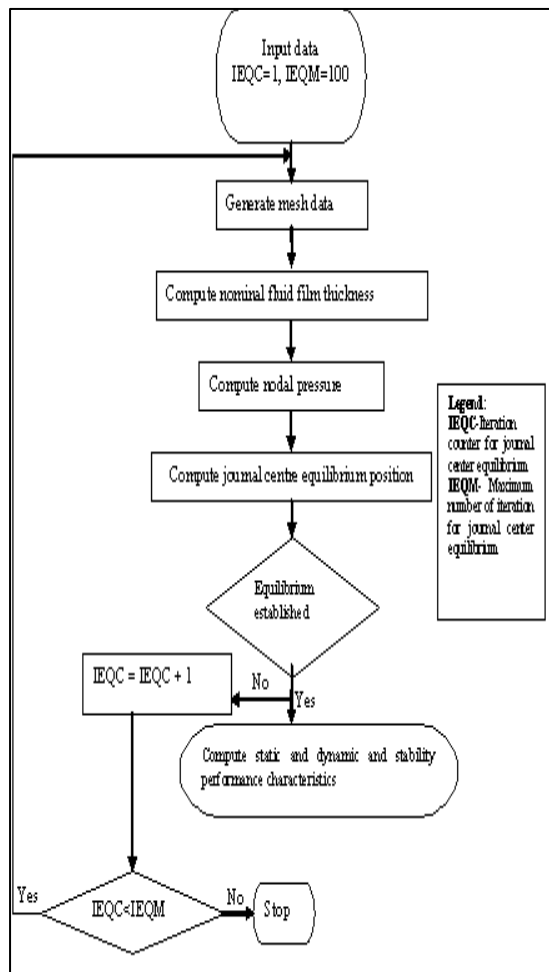 Input data
IEQC=1, IEQM=100
Generate mesh data
Compute nominal fluid film thickness
Compute nodal pressure
Compute journal centre equilibrium position
Legend:
IEQC-Iteration
counter for journal
center equilibrium
IEQM- Maximum
number of iteration
for journal center
equilibrium
Equilibrium
established
IEQC = IEQC + 1
No
Yes
Compute static and dynamic and stability
performance characteristics
Yes
IEQC<IEQM
No
Stop